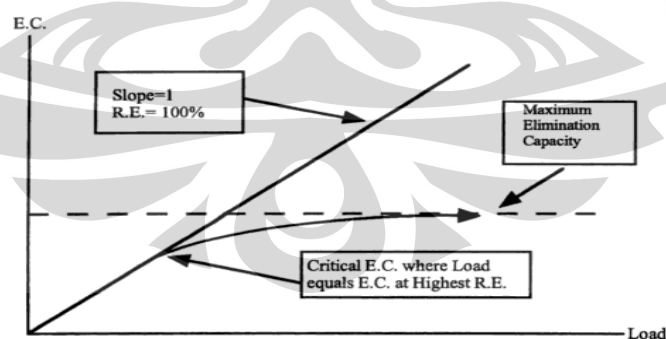 E.C.
Slope=1
R.E.= 100%
Maximum
Elimination
Capacity
Critical E.C. where Load
equals E.C. at Highest R.E.
Load